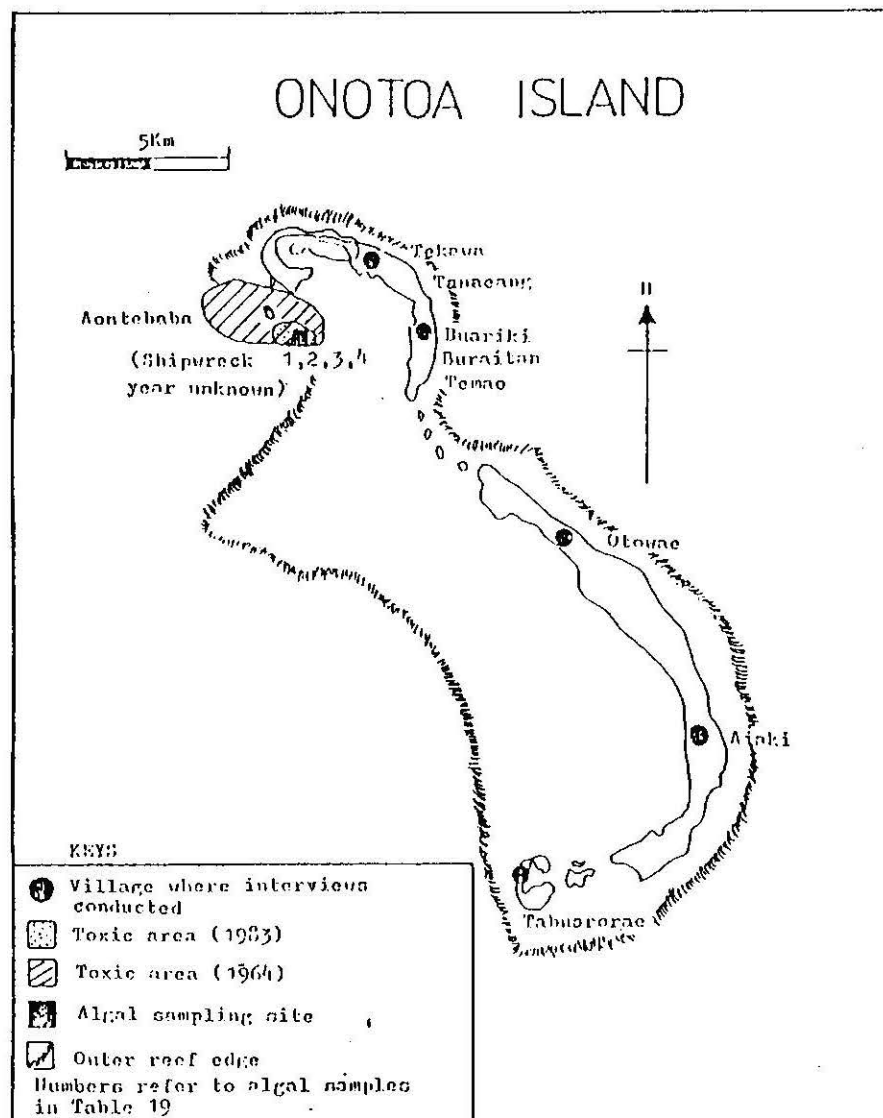 ONOTOA ISLAND
5Km
Tekawa
Tanaeang
Aontebaba
Buariki
(Shipwreck 1,2,3,4
Buraitan
year unknown)
Temao
N
Otowae
Aiaki
Tabuarorae
KEYS
Village where interviews
conducted
Toxic area (1983)
Toxic area (1964)
Algal sampling site
Outer reef edge
Numbers refer to algal samples
in Table 19